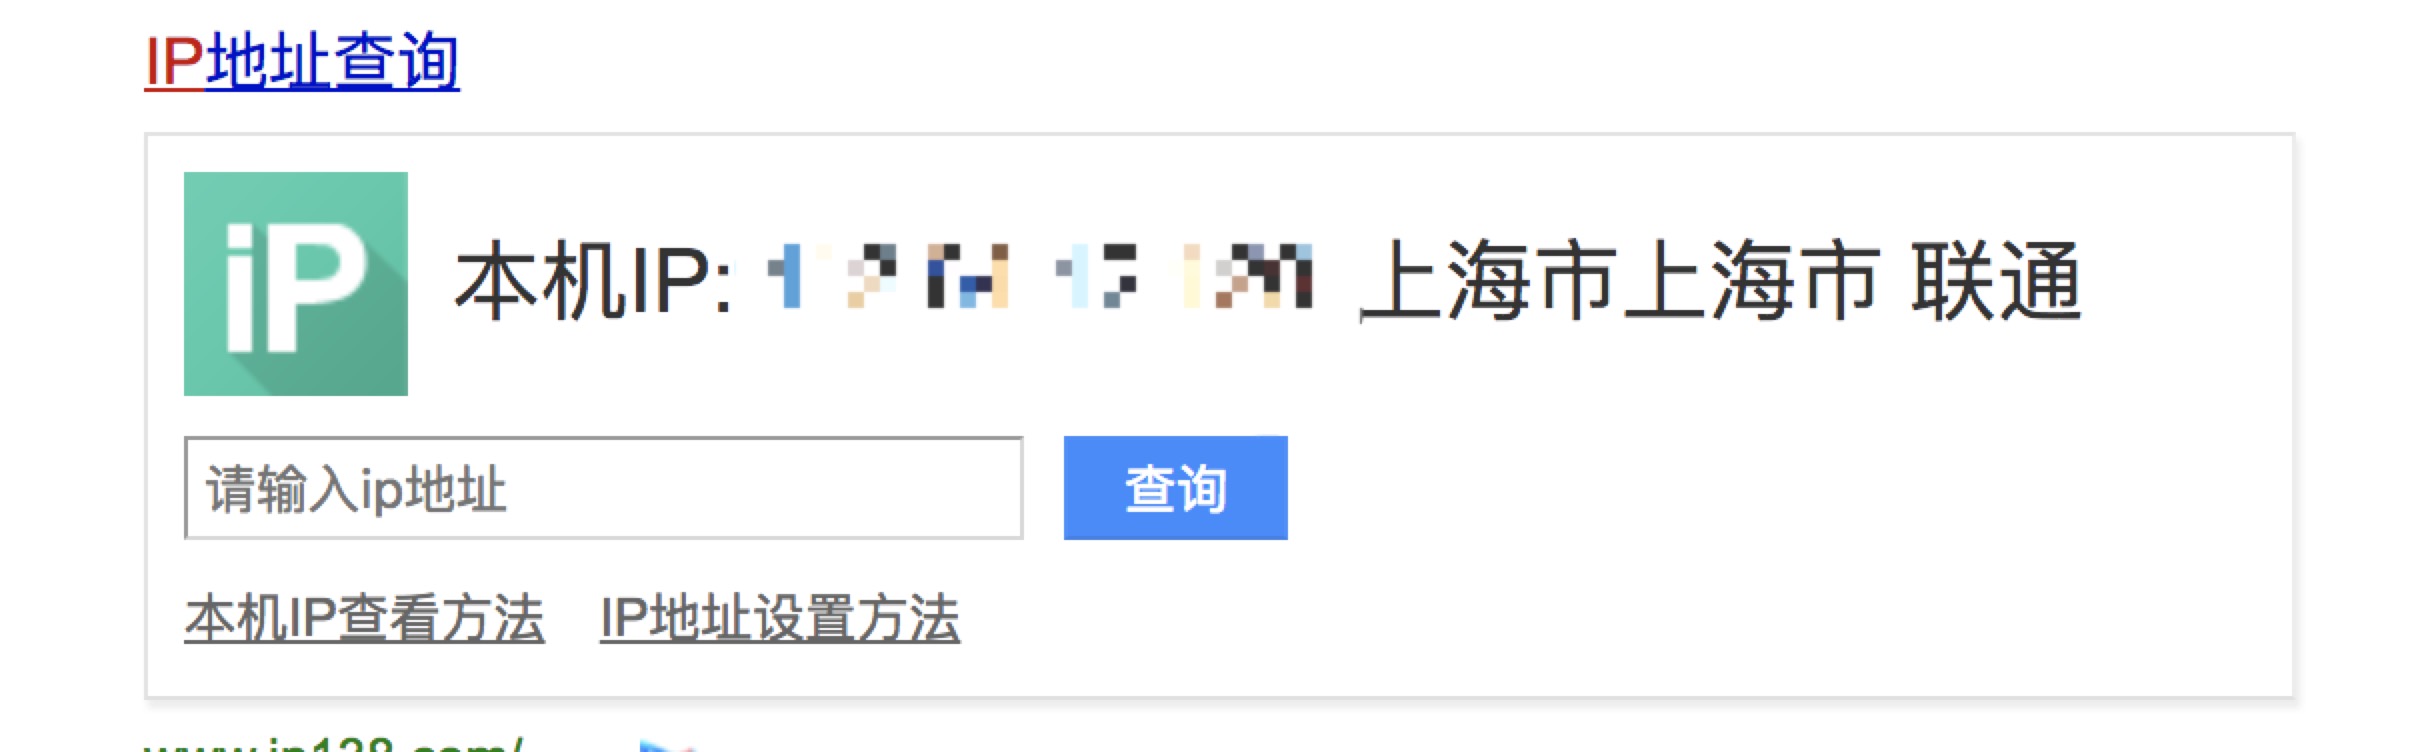 IP地址查询
iP
本机IP: 上海市上海市 联通
请输入ip地址 查询
本机IP查看方法 IP地址设置方法
www.ip138.com/